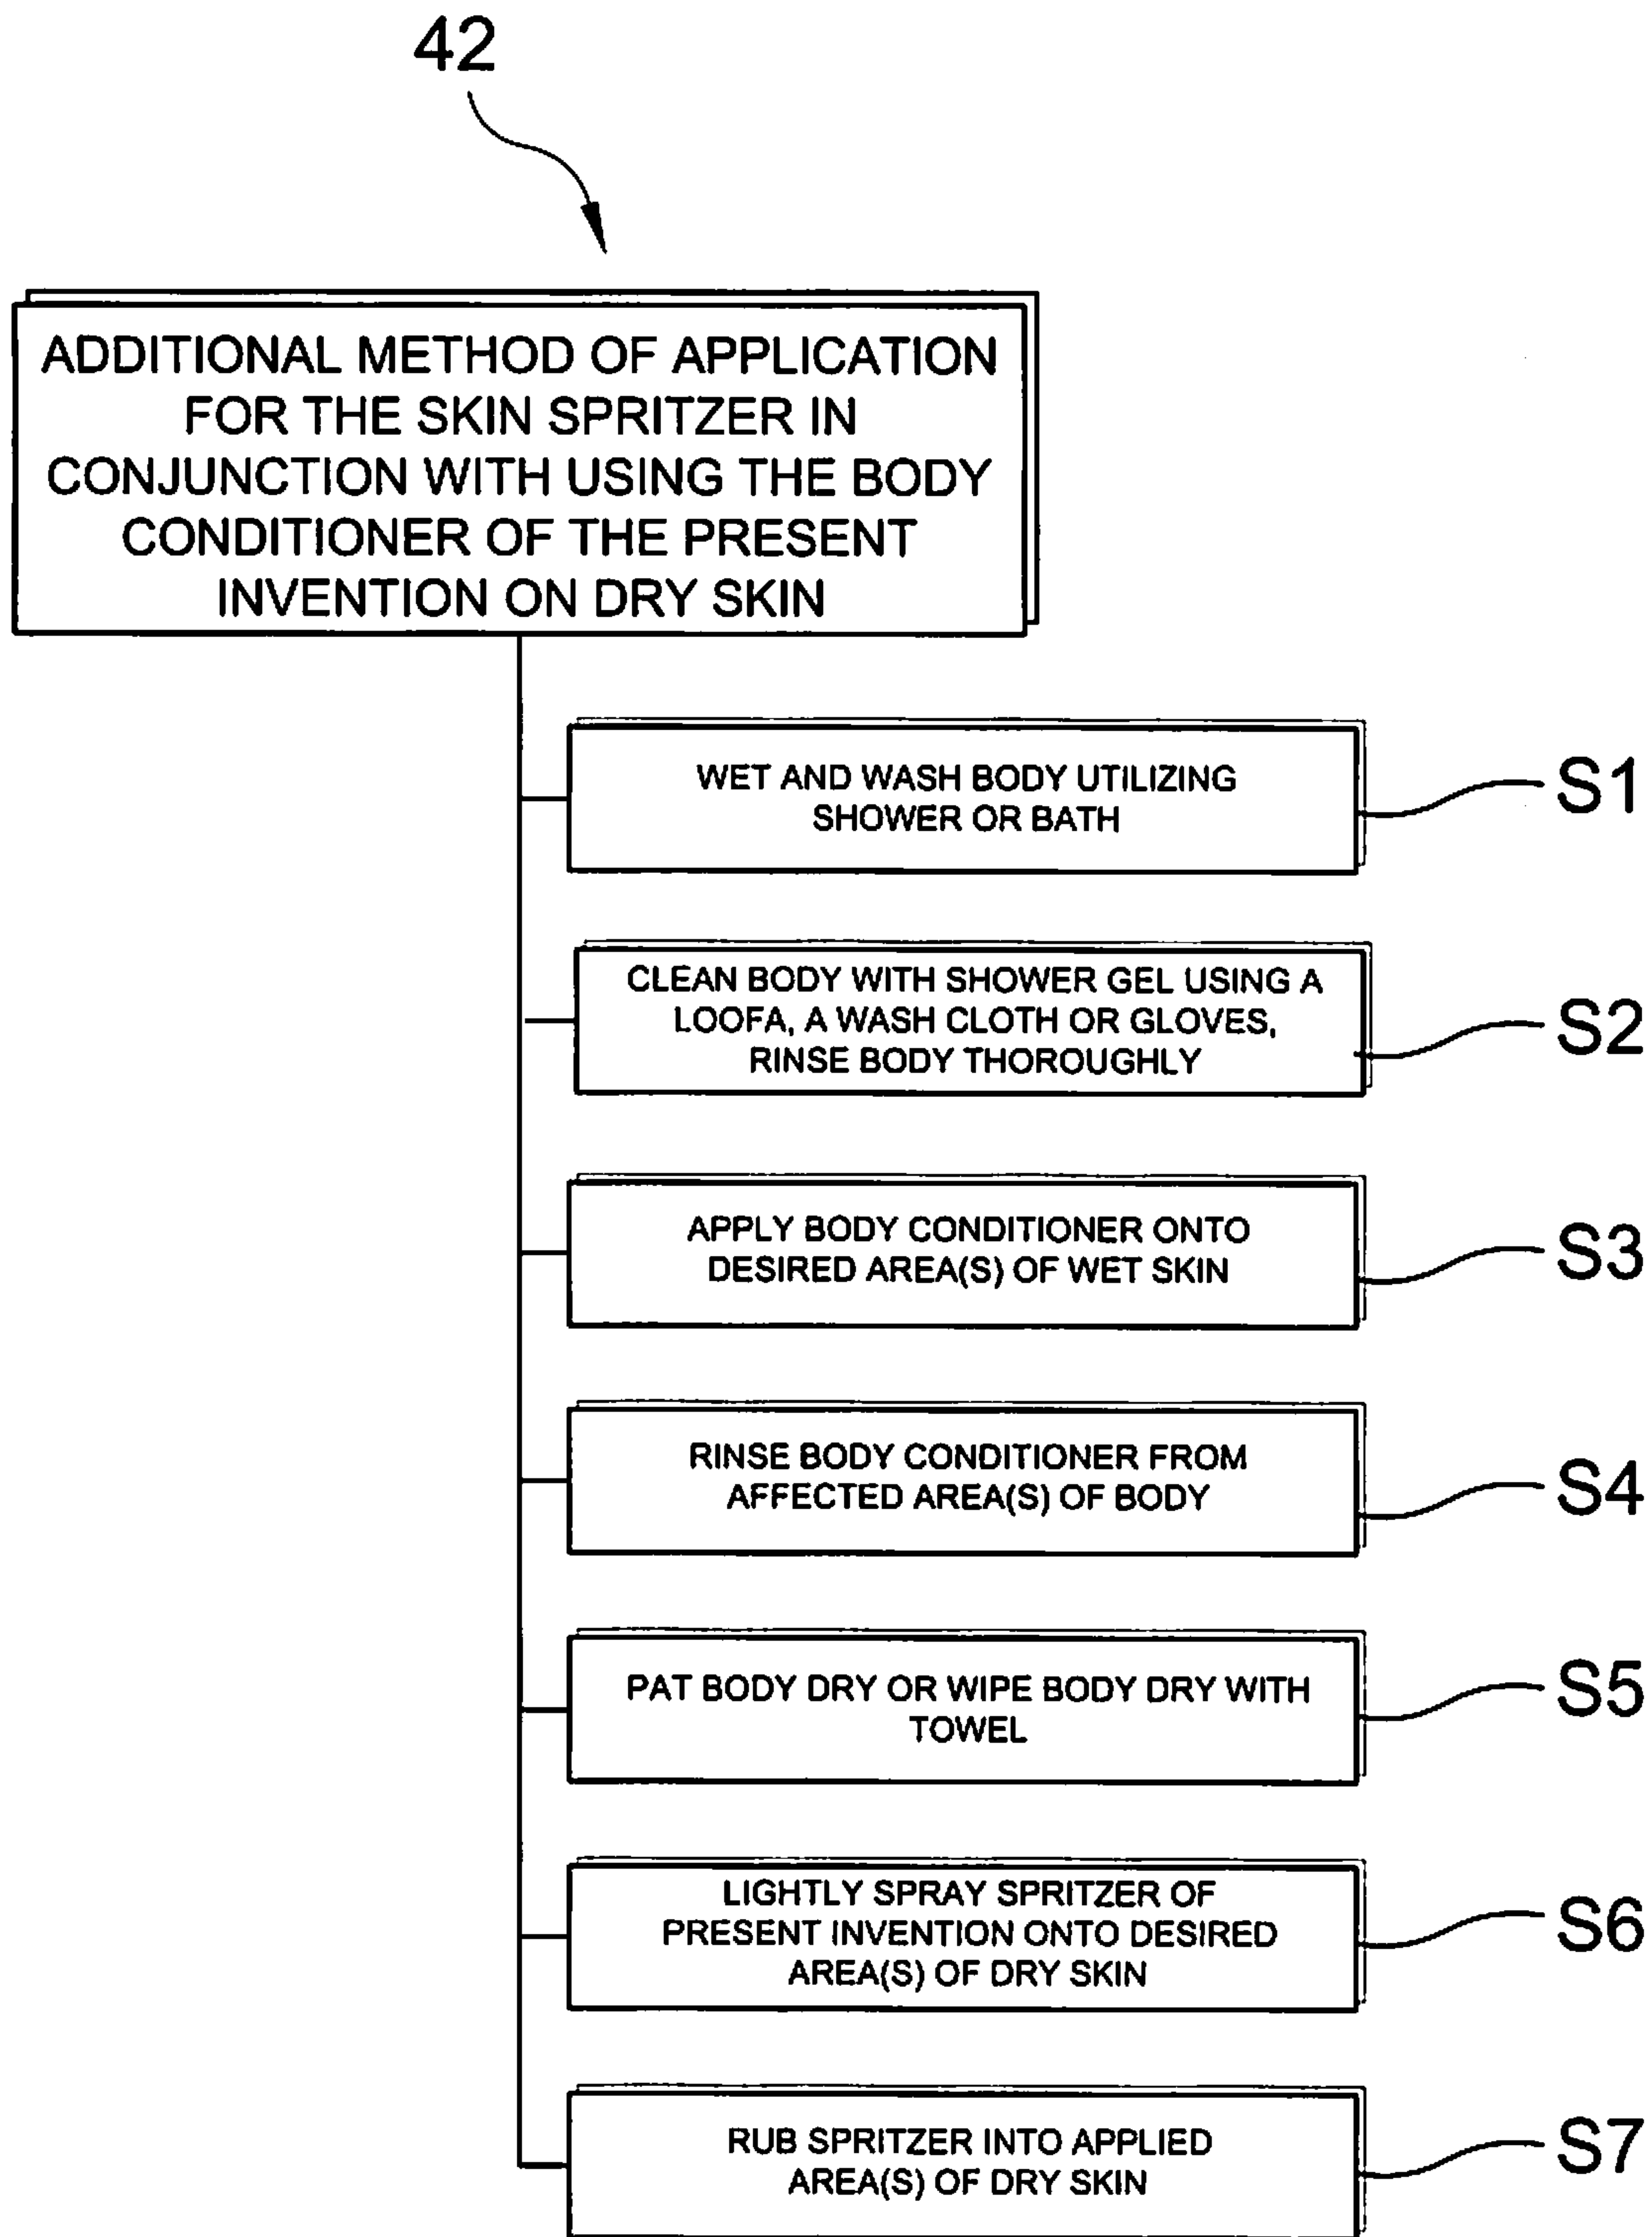 42
ADDITIONAL METHOD OF APPLICATION
FOR THE SKIN SPRITZER IN
CONJUNCTION WITH USING THE BODY
CONDITIONER OF THE PRESENT
INVENTION ON DRY SKIN
WET AND WASH BODY UTILIZING
SHOWER OR BATH
S1
CLEAN BODY WITH SHOWER GEL USING A
LOOFA, A WASH CLOTH OR GLOVES,
RINSE BODY THOROUGHLY
S2
APPLY BODY CONDITIONER ONTO
DESIRED AREA(S) OF WET SKIN
S3
RINSE BODY CONDITIONER FROM
AFFECTED AREA(S) OF BODY
S4
PAT BODY DRY OR WIPE BODY DRY WITH
TOWEL
S5
LIGHTLY SPRAY SPRITZER OF
PRESENT INVENTION ONTO DESIRED
AREA(S) OF DRY SKIN
S6
RUB SPRITZER INTO APPLIED
AREA(S) OF DRY SKIN
S7